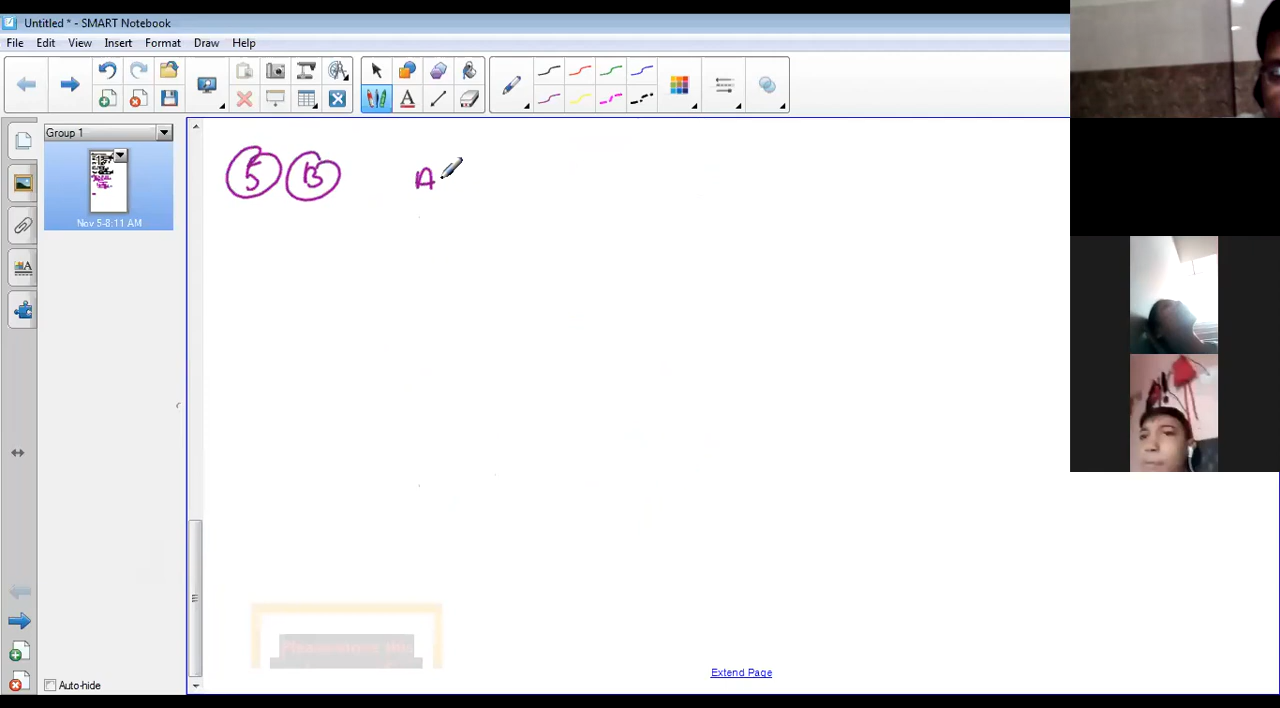 Untitled * - SMART Notebook
File Edit View Insert Format Draw Help
Group 1
Nov 5-8:11 AM
5 B A
Extend Page
Auto-hide